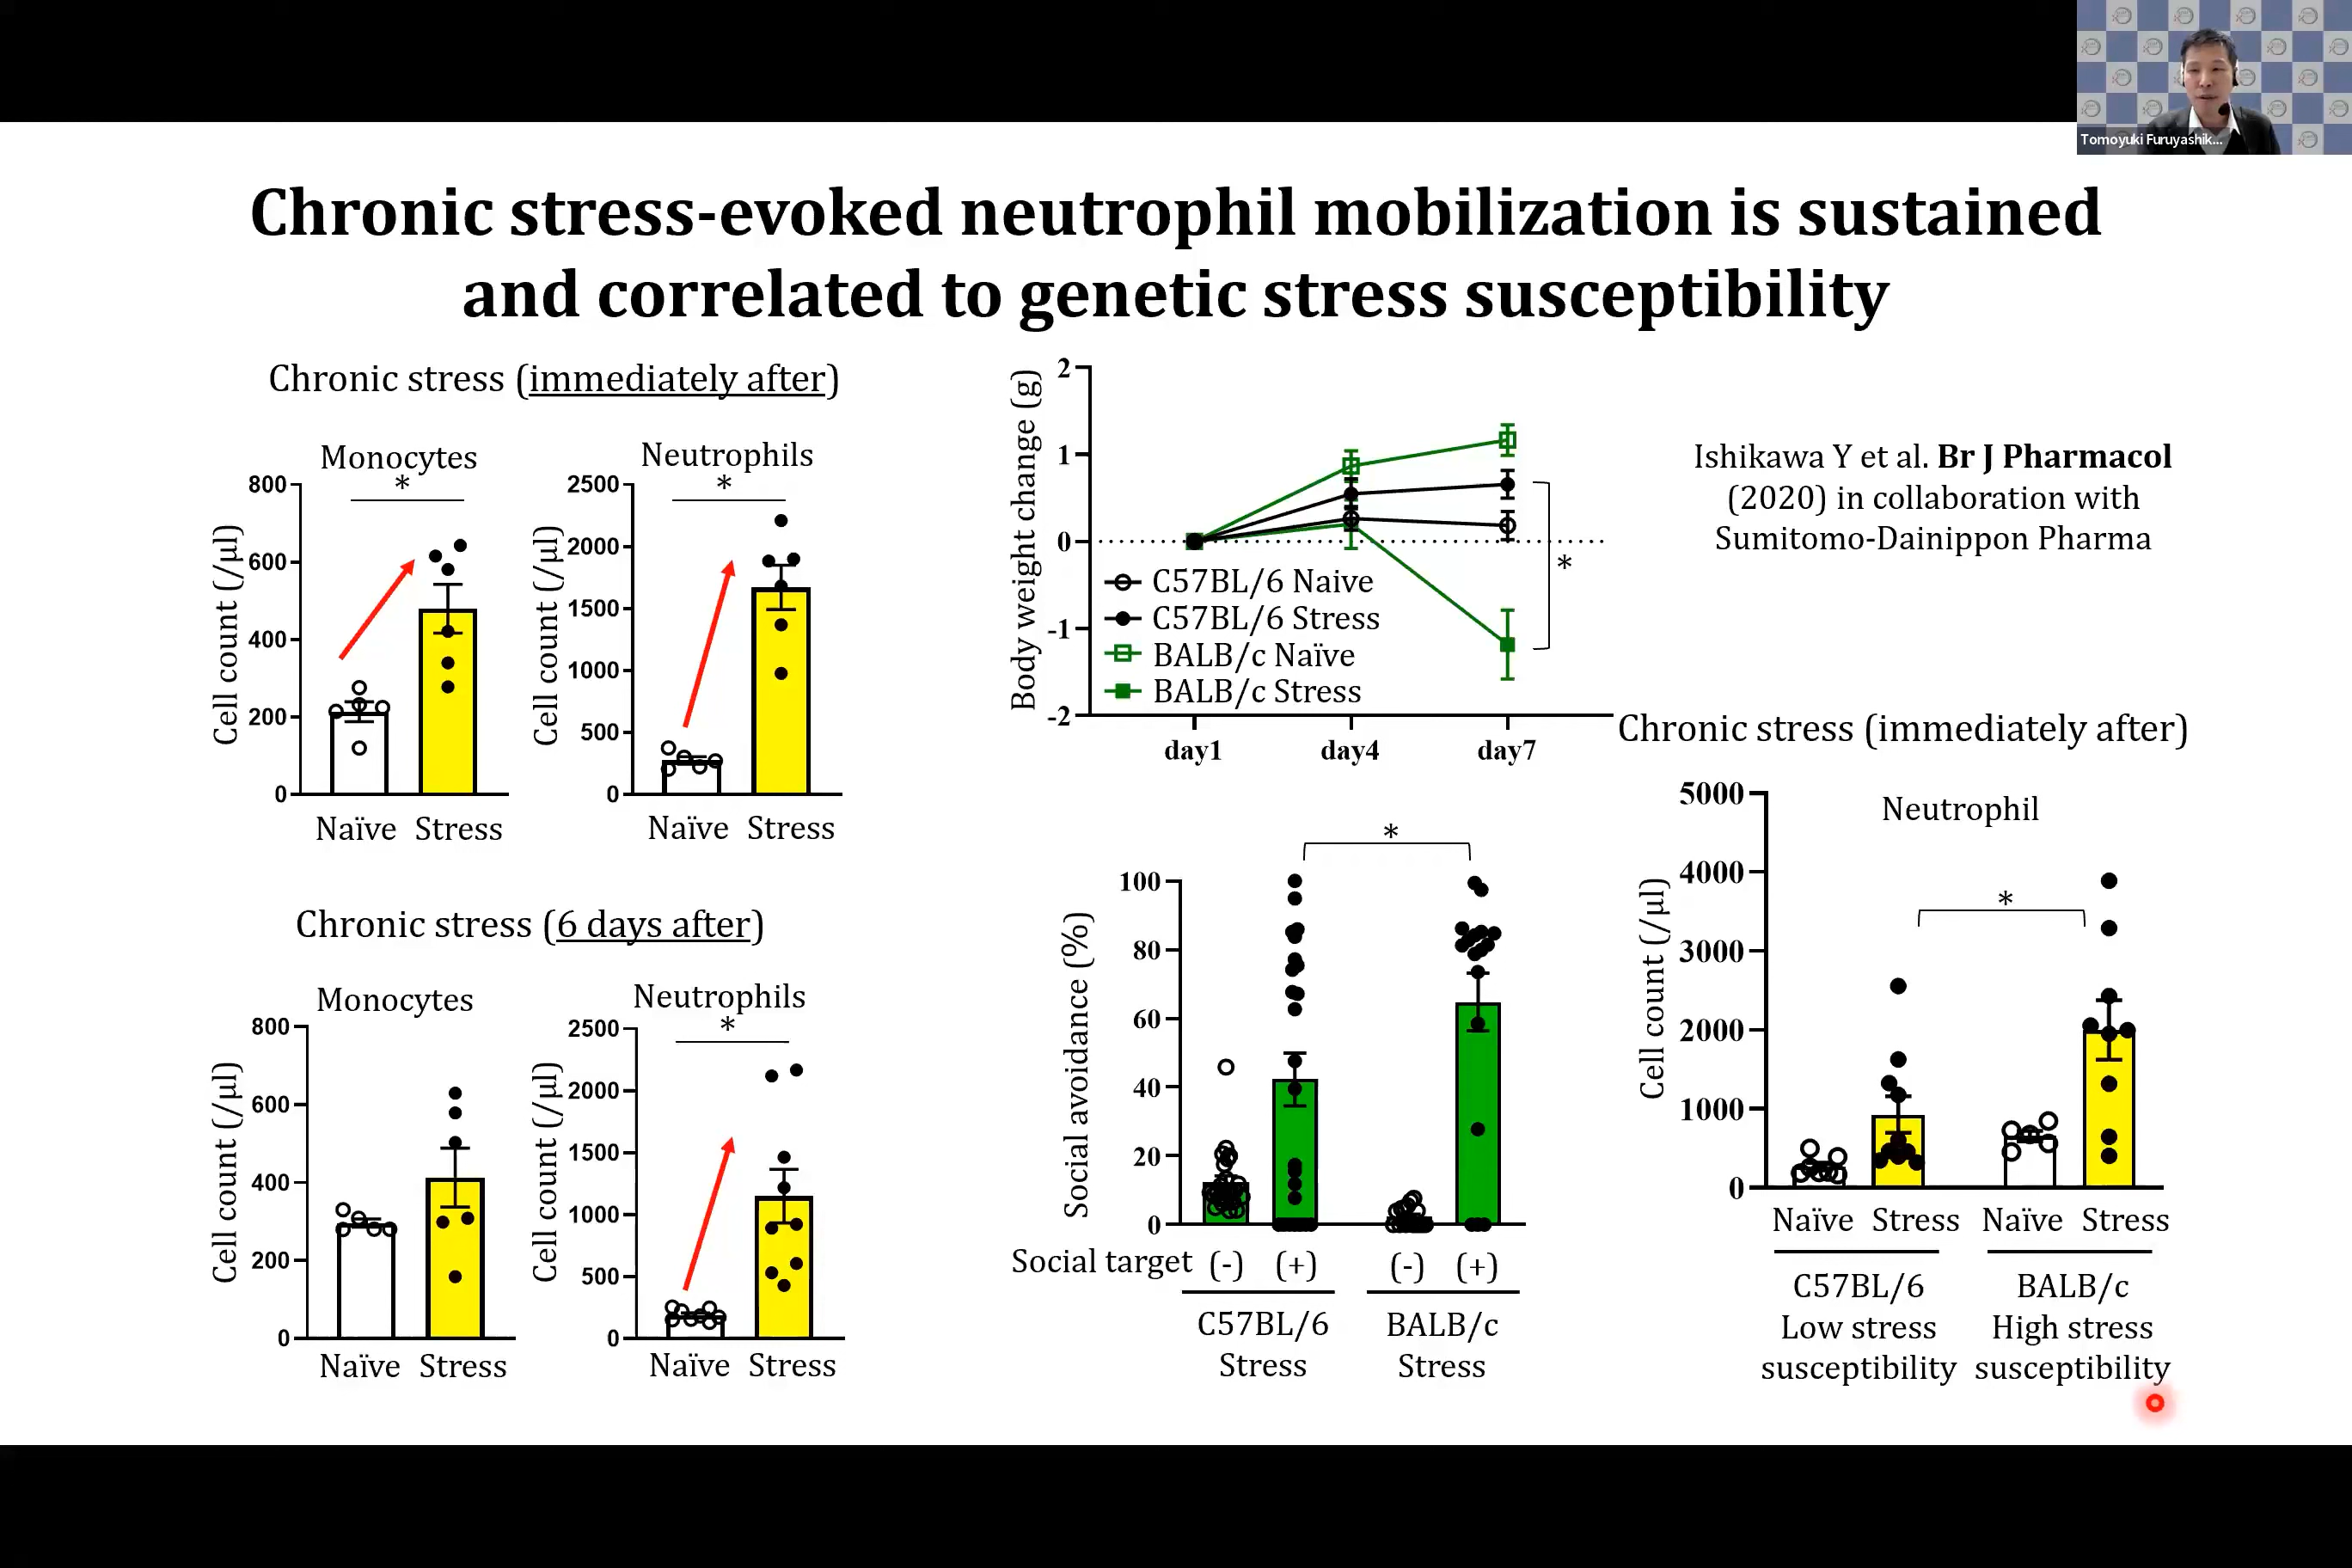 Tomoyuki Furuyashik...
Chronic stress-evoked neutrophil mobilization is sustained
and correlated to genetic stress susceptibility
Chronic stress (immediately after)
Monocytes
*
800
600
400
200
0
Cell count (/μl)
Naïve Stress
Neutrophils
*
2500
2000
1500
1000
500
0
Cell count (/μl)
Naïve Stress
Chronic stress (6 days after)
Monocytes
800
600
400
200
0
Cell count (/μl)
Naïve Stress
Neutrophils
*
2500
2000
1500
1000
500
0
Cell count (/μl)
Naïve Stress
2
1
0
-1
-2
Body weight change (g)
C57BL/6 Naive
C57BL/6 Stress
BALB/c Naïve
BALB/c Stress
*
day1 day4 day7
Ishikawa Y et al. Br J Pharmacol
(2020) in collaboration with
Sumitomo-Dainippon Pharma
*
100
80
60
40
20
0
Social avoidance (%)
Social target (-) (+) (-) (+)
C57BL/6 BALB/c
Stress Stress
Chronic stress (immediately after)
Neutrophil
*
5000
4000
3000
2000
1000
0
Cell count (/μl)
Naïve Stress Naïve Stress
C57BL/6 BALB/c
Low stress High stress
susceptibility susceptibility